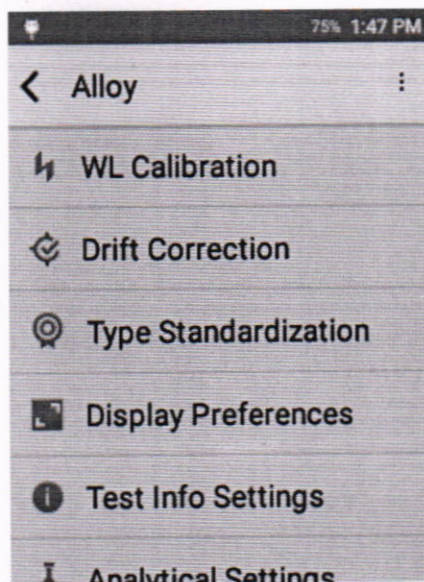 75% 1:47 PM
Alloy
WL Calibration
Drift Correction
Type Standardization
Display Preferences
Test Info Settings
Analytical Settings